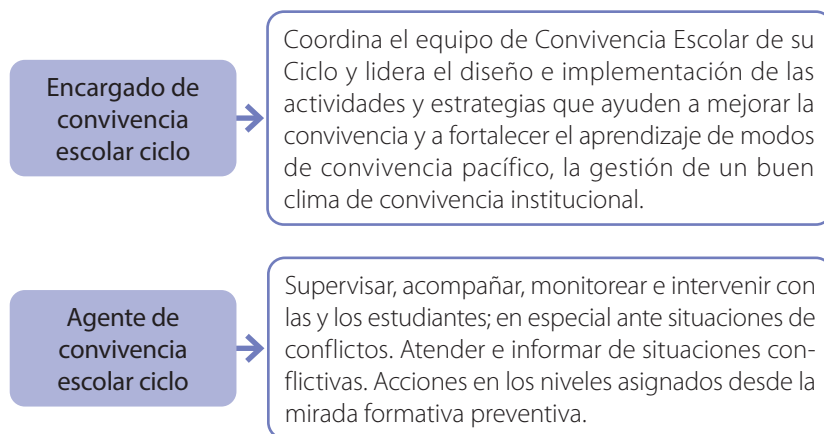 Encargado de
convivencia
escolar ciclo
Coordina el equipo de Convivencia Escolar de su
Ciclo y lidera el diseño e implementación de las
actividades y estrategias que ayuden a mejorar la
convivencia y a fortalecer el aprendizaje de modos
de convivencia pacífico, la gestión de un buen
clima de convivencia institucional.
Agente de
convivencia
escolar ciclo
Supervisar, acompañar, monitorear e intervenir con
las y los estudiantes; en especial ante situaciones de
conflictos. Atender e informar de situaciones con-
flictivas. Acciones en los niveles asignados desde la
mirada formativa preventiva.